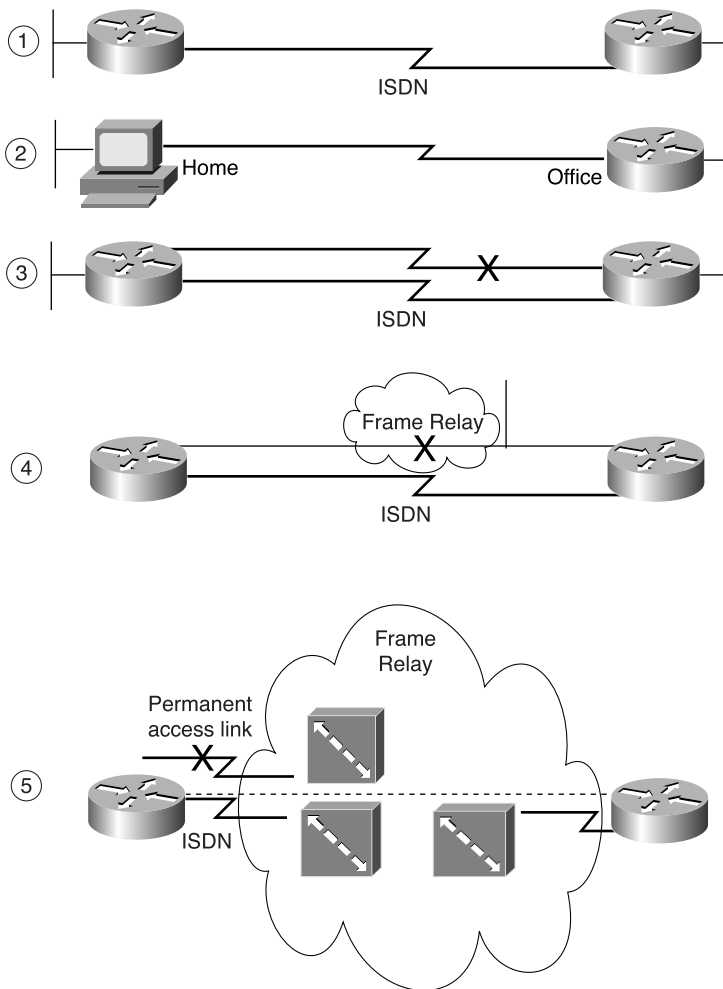 1
ISDN
2
Home
Office
3
X
ISDN
Frame Relay
X
4
ISDN
Frame
Relay
Permanent
access link
X
5
ISDN